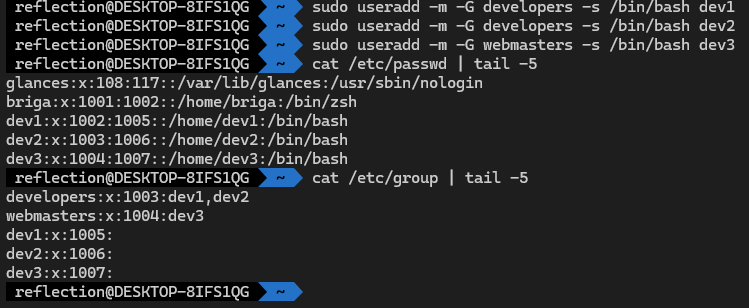 reflection@DESKTOP-8IFS1QG ~ sudo useradd -m -G developers -s /bin/bash dev1
reflection@DESKTOP-8IFS1QG ~ sudo useradd -m -G developers -s /bin/bash dev2
reflection@DESKTOP-8IFS1QG ~ sudo useradd -m -G webmasters -s /bin/bash dev3
reflection@DESKTOP-8IFS1QG ~ cat /etc/passwd | tail -5
glances:x:108:117::/var/lib/glances:/usr/sbin/nologin
briga:x:1001:1002::/home/briga:/bin/zsh
dev1:x:1002:1005::/home/dev1:/bin/bash
dev2:x:1003:1006::/home/dev2:/bin/bash
dev3:x:1004:1007::/home/dev3:/bin/bash
reflection@DESKTOP-8IFS1QG ~ cat /etc/group | tail -5
developers:x:1003:dev1,dev2
webmasters:x:1004:dev3
dev1:x:1005:
dev2:x:1006:
dev3:x:1007:
reflection@DESKTOP-8IFS1QG ~